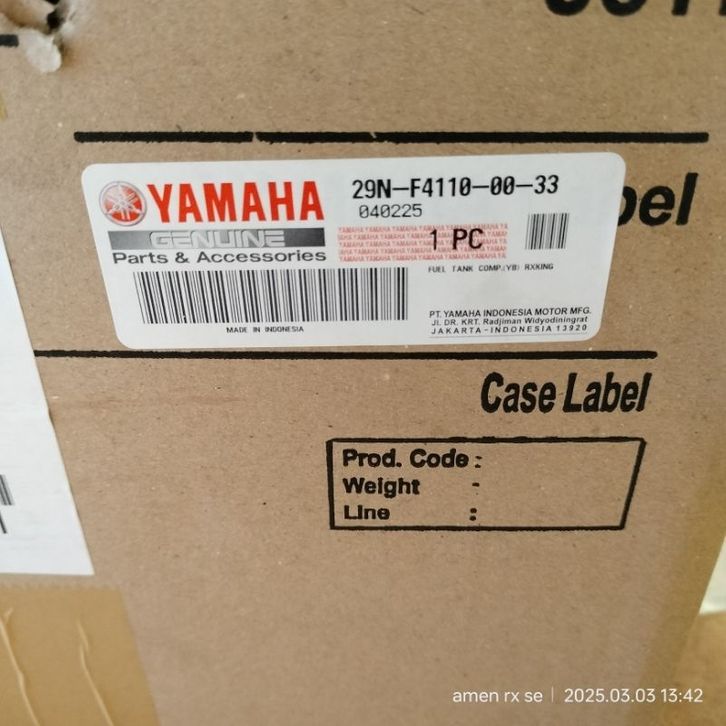 YAMAHA
GENUINE
Parts & Accessories
29N-F4110-00-33
040225
1 PC
FUEL TANK COMP.(YB) RXKING
MADE IN INDONESIA
PT. YAMAHA INDONESIA MOTOR MFG.
Jl. DR. KRT. Radjiman Widyodiningrat
JAKARTA-INDONESIA 13920
Case Label
Prod. Code :
Weight -
Line :
amen rx se | 2025.03.03 13:42